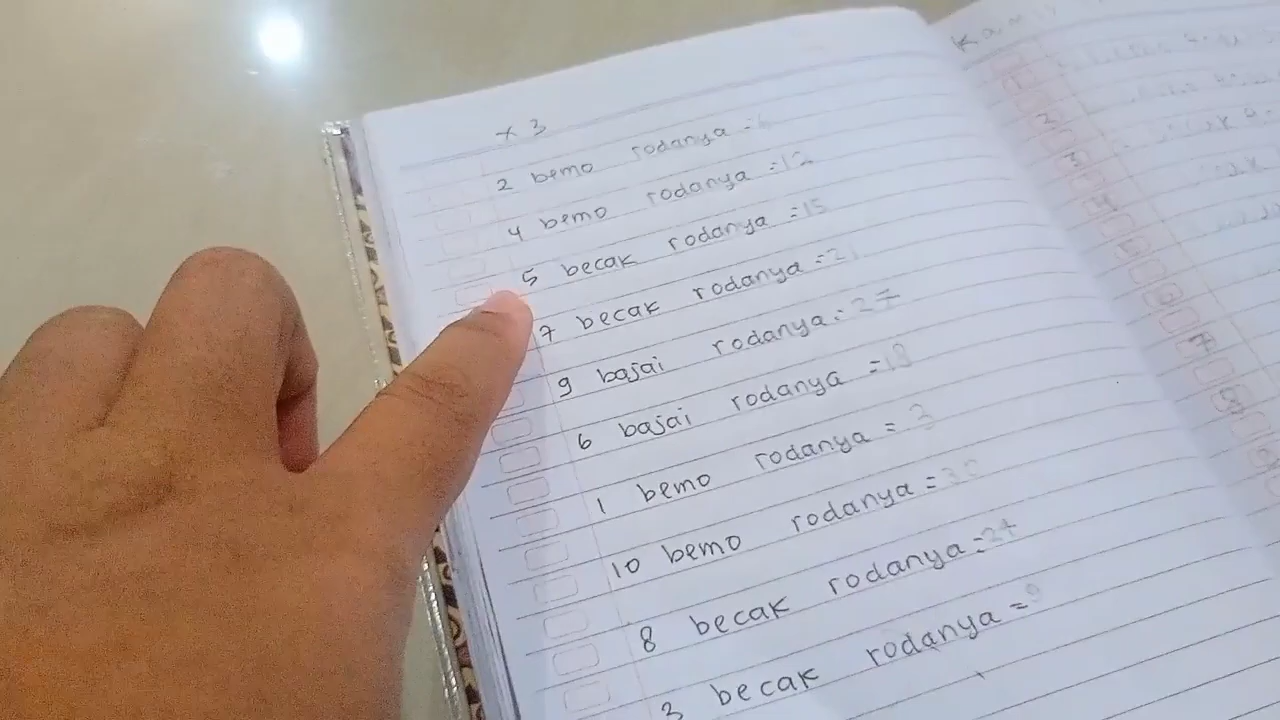 x 3
2 bemo rodanya = 6
4 bemo rodanya = 12
5 becak rodanya = 15
7 becak rodanya = 21
9 bajai rodanya = 27
6 bajai rodanya = 18
1 bemo rodanya = 3
10 bemo rodanya = 30
8 becak rodanya = 24
3 becak rodanya = 9